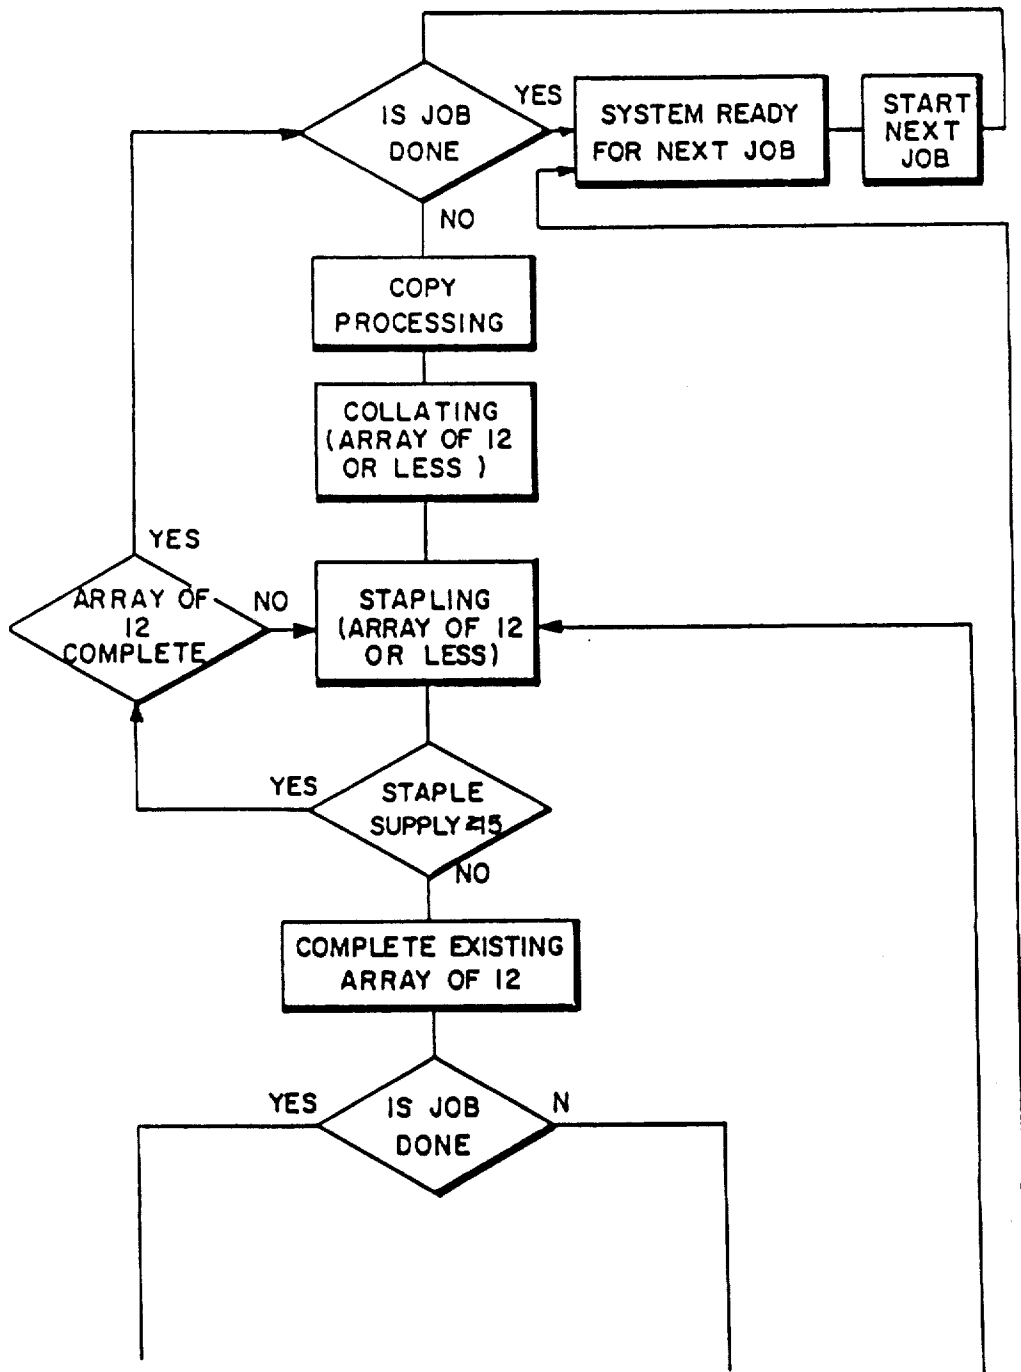 IS JOB
DONE
YES
SYSTEM READY
FOR NEXT JOB
START
NEXT
JOB
NO
COPY
PROCESSING
COLLATING
(ARRAY OF 12
OR LESS )
YES
ARRAY OF
12
COMPLETE
NO
STAPLING
(ARRAY OF 12
OR LESS)
YES
STAPLE
SUPPLY ≥15
NO
COMPLETE EXISTING
ARRAY OF 12
YES
IS JOB
DONE
N